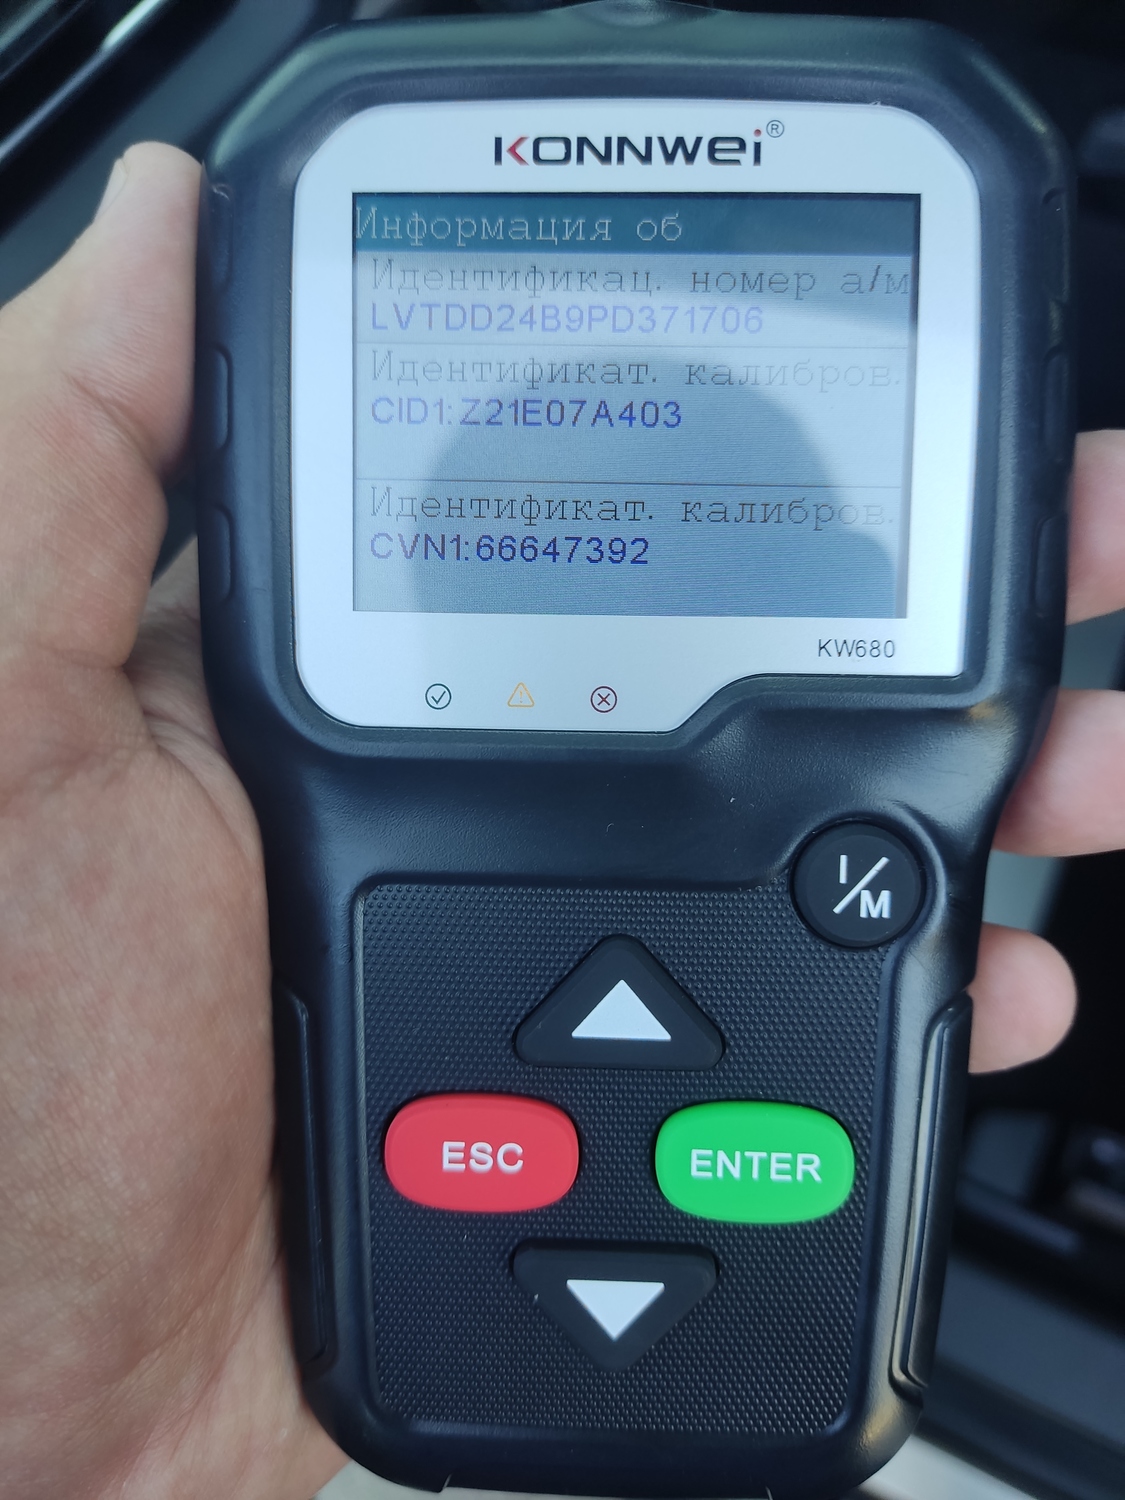 KONNWEI®
Информация об
Идентификац. номер а/м
LVTDD24B9PD371706
Идентификат. калибров.
CID1:Z21E07A403
Идентификат. калибров.
CVN1:66647392
KW680
I/M
ESC
ENTER